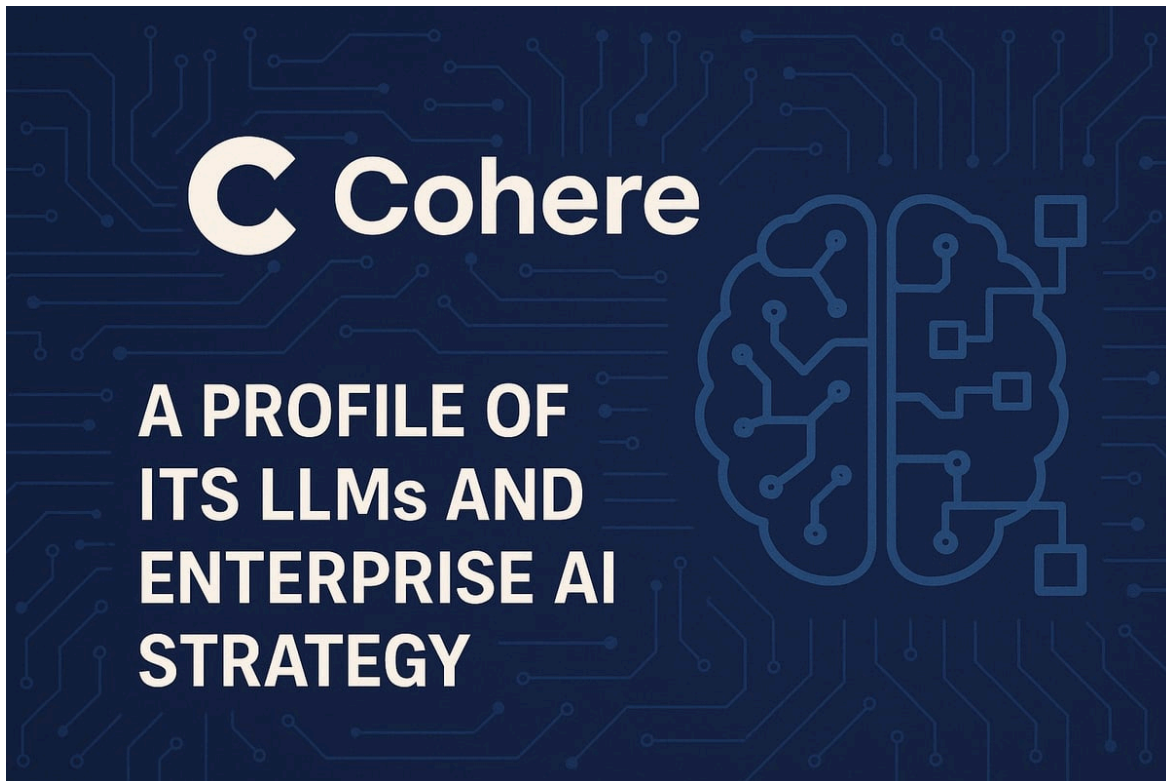 Cohere
A PROFILE OF
ITS LLMs AND
ENTERPRISE AI
STRATEGY